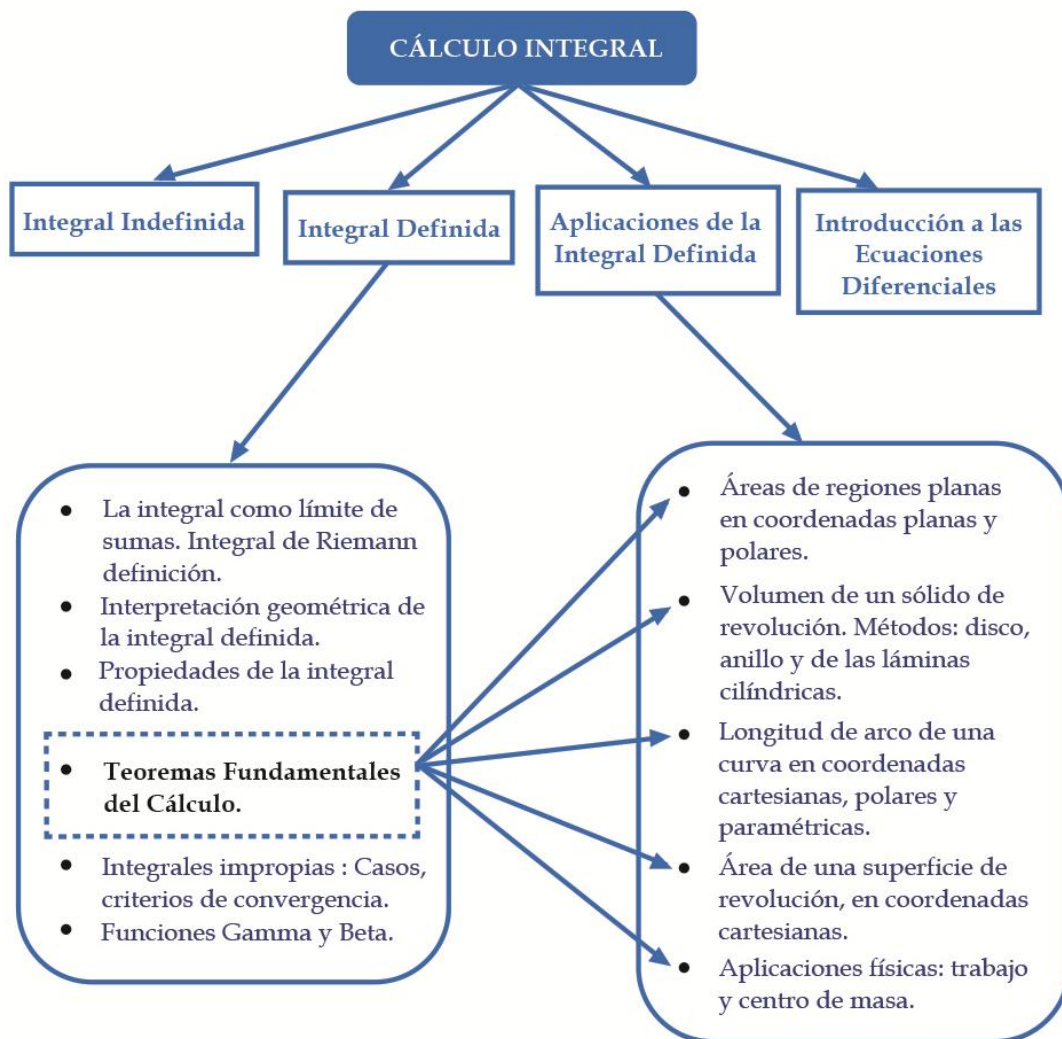 CÁLCULO INTEGRAL
Integral Indefinida
Integral Definida
Aplicaciones de la
Integral Definida
Introducción a las
Ecuaciones
Diferenciales
La integral como límite de
sumas. Integral de Riemann
definición.
Interpretación geométrica de
la integral definida.
Propiedades de la integral
definida.
Teoremas Fundamentales
del Cálculo.
Integrales impropias : Casos,
criterios de convergencia.
Funciones Gamma y Beta.
Áreas de regiones planas
en coordenadas planas y
polares.
Volumen de un sólido de
revolución. Métodos: disco,
anillo y de las láminas
cilíndricas.
Longitud de arco de una
curva en coordenadas
cartesianas, polares y
paramétricas.
Área de una superficie de
revolución, en coordenadas
cartesianas.
Aplicaciones físicas: trabajo
y centro de masa.